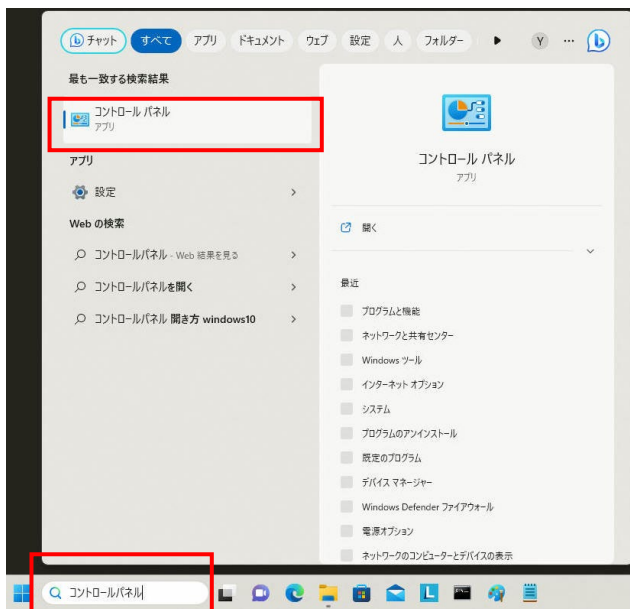 チャット すべて アプリ ドキュメント ウェブ 設定 人 フォルダー Y
最も一致する検索結果
コントロール パネル
アプリ
アプリ
設定
Web の検索
コントロールパネル - Web 結果を見る
コントロールパネルを開く
コントロールパネル 開き方 windows10
コントロール パネル
アプリ
開く
最近
プログラムと機能
ネットワークと共有センター
Windows ツール
インターネット オプション
システム
プログラムのアンインストール
既定のプログラム
デバイス マネージャー
Windows Defender ファイアウォール
電源オプション
ネットワークのコンピューターとデバイスの表示
コントロールパネル
L